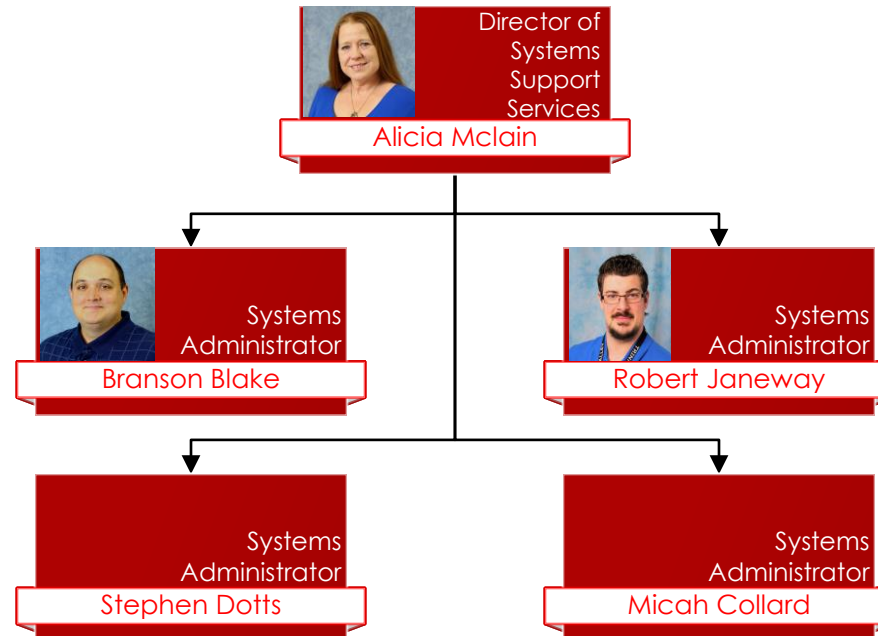 Director of
Systems
Support
Services
Alicia Mclain
Systems
Administrator
Branson Blake
Systems
Administrator
Robert Janeway
Systems
Administrator
Stephen Dotts
Systems
Administrator
Micah Collard